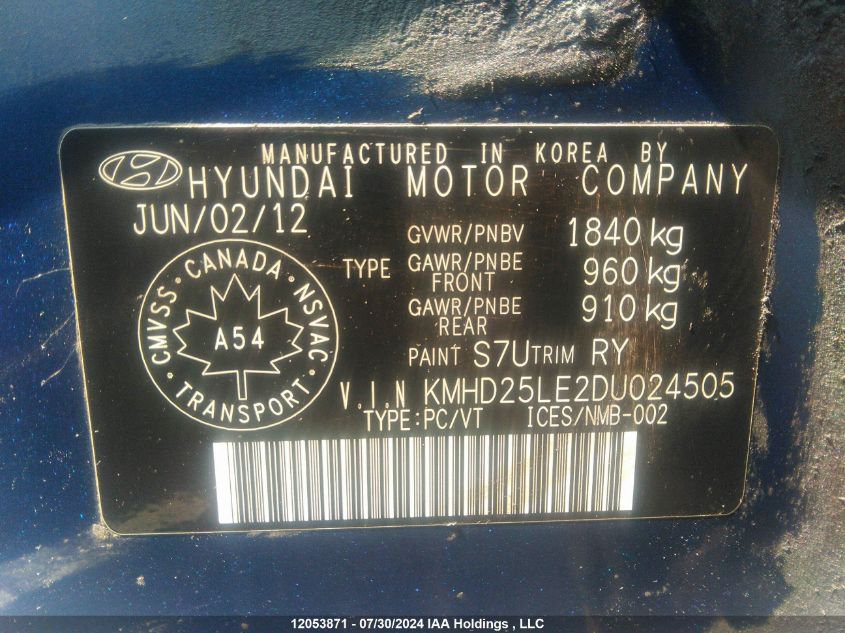 MANUFACTURED IN KOREA BY
HYUNDAI MOTOR COMPANY
JUN/02/12
GVWR/PNBV 1840 kg
TYPE GAWR/PNBE FRONT 960 kg
GAWR/PNBE REAR 910 kg
PAINT S7U TRIM RY
CMVSS · CANADA · NSVAC · TRANSPORT ·
A54
V.I.N KMHD25LE2DU024505
TYPE:PC/VT ICES/NMB-002
12053871 - 07/30/2024 IAA Holdings , LLC